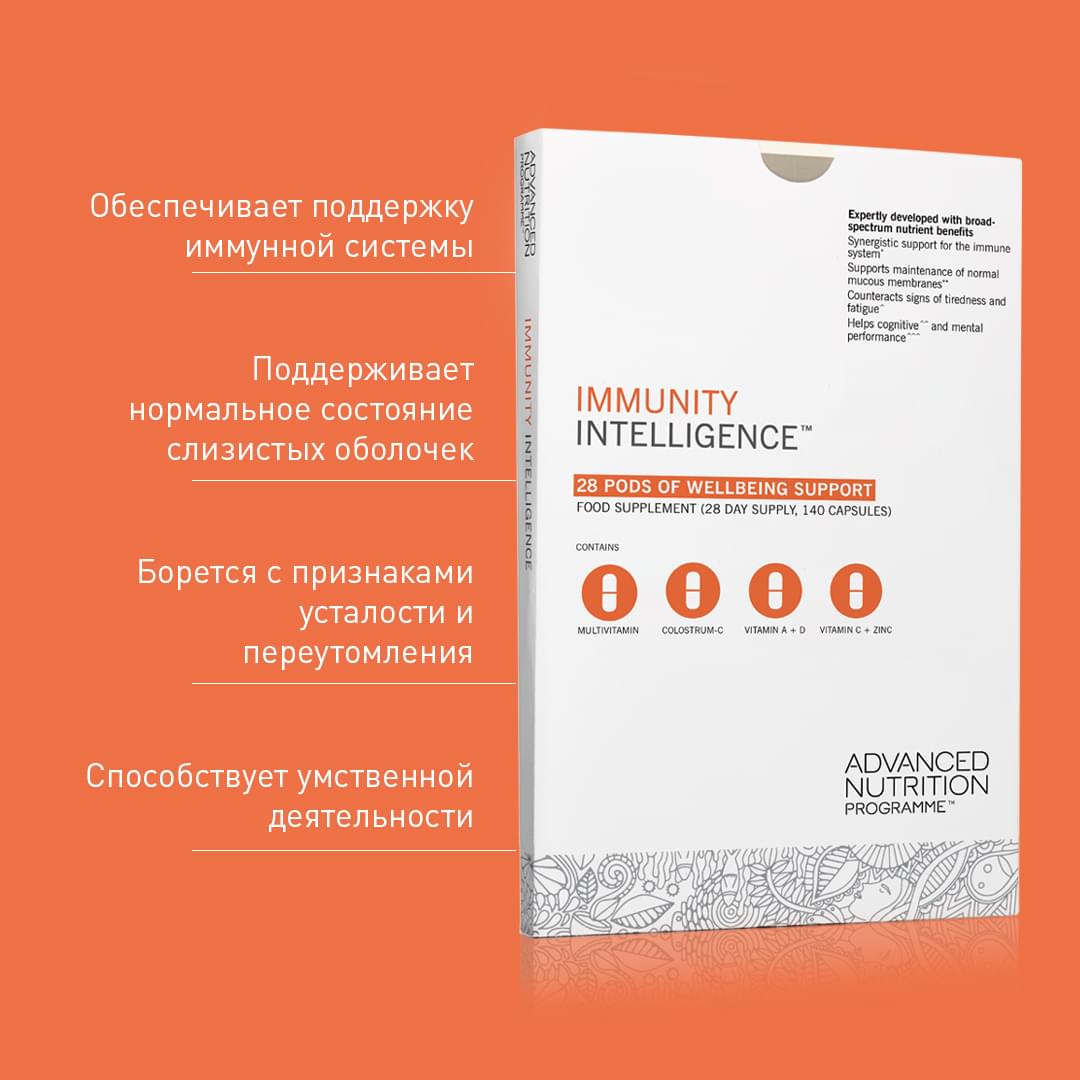 Обеспечивает поддержку
иммунной системы
Поддерживает
нормальное состояние
слизистых оболочек
Борется с признаками
усталости и
переутомления
Способствует умственной
деятельности
ADVANCED
NUTRITION
PROGRAMME™
IMMUNITY INTELLIGENCE
Expertly developed with broad-
spectrum nutrient benefits
Synergistic support for the immune
system*
Supports maintenance of normal
mucous membranes**
Counteracts signs of tiredness and
fatigue^
Helps cognitive^^ and mental
performance^^^
IMMUNITY
INTELLIGENCE™
28 PODS OF WELLBEING SUPPORT
FOOD SUPPLEMENT (28 DAY SUPPLY, 140 CAPSULES)
CONTAINS
MULTIVITAMIN COLOSTRUM-C VITAMIN A + D VITAMIN C + ZINC
ADVANCED
NUTRITION
PROGRAMME™